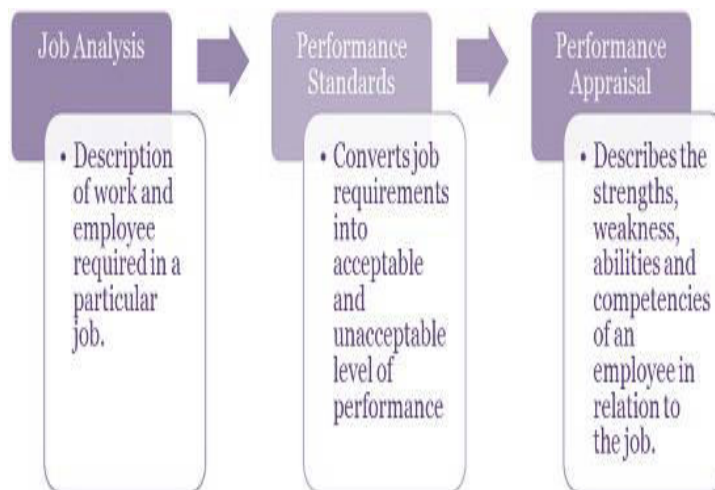 Job Analysis
• Description
of work and
employee
required in a
particular
job.
Performance
Standards
• Converts job
requirements
into
acceptable
and
unacceptable
level of
performance
Performance
Appraisal
• Describes the
strengths,
weakness,
abilities and
competencies
of an
employee in
relation to
the job.